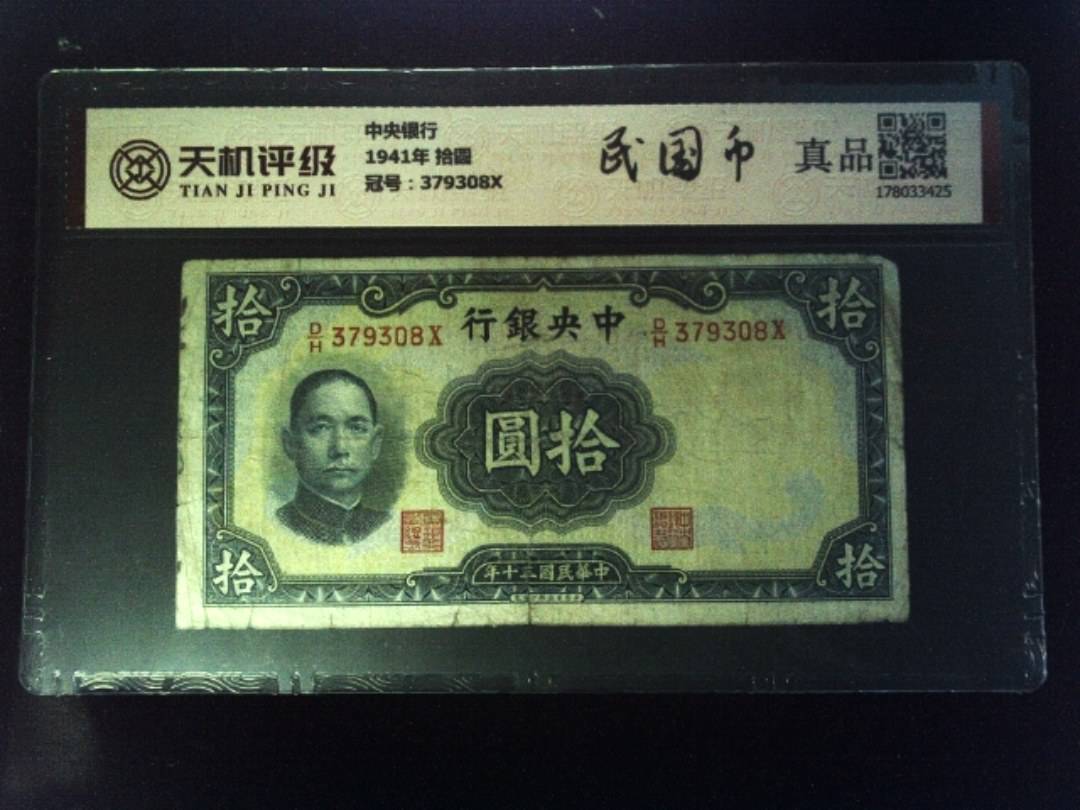 天机评级
TIAN JI PING JI
中央银行
1941年 拾圆
冠号：379308X
民国币
真品
178033425
拾
拾
D/H 379308X
行銀央中
D/H 379308X
圓拾
年十三國民華中
拾
拾